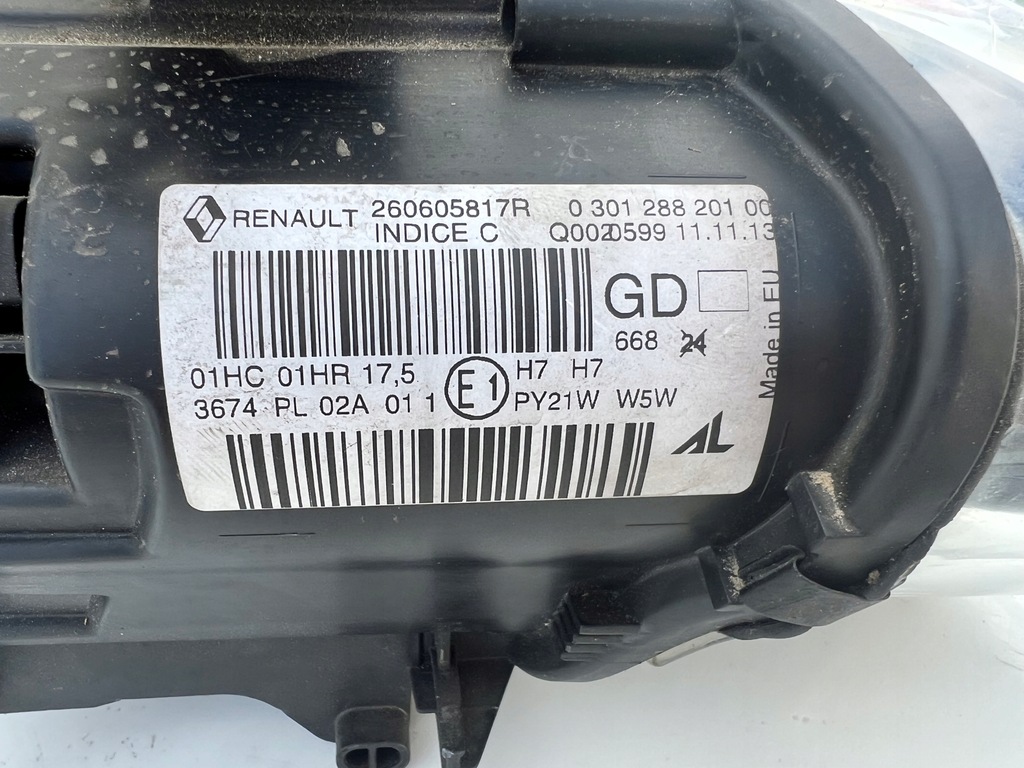 RENAULT 260605817R 0 301 288 201 00
INDICE C Q0020599 11.11.13
GD
668 24
Made in EU
01HC 01HR 17,5 H7 H7
3674 PL 02A 01 1 E1 PY21W W5W
AL